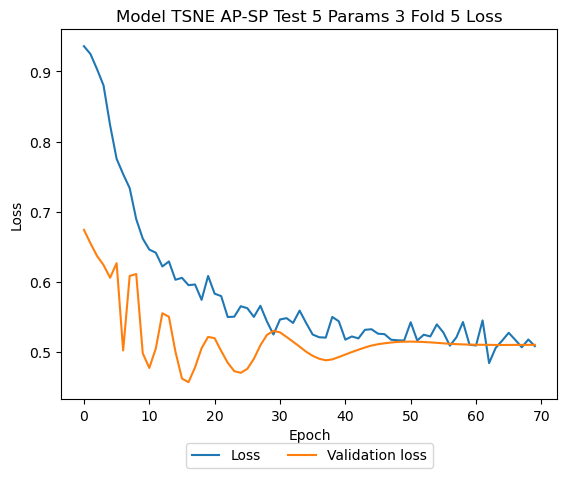 Model TSNE AP-SP Test 5 Params 3 Fold 5 Loss
0.9
0.8
0.7
0.6
0.5
Loss
0 10 20 30 40 50 60 70
Epoch
Loss Validation loss